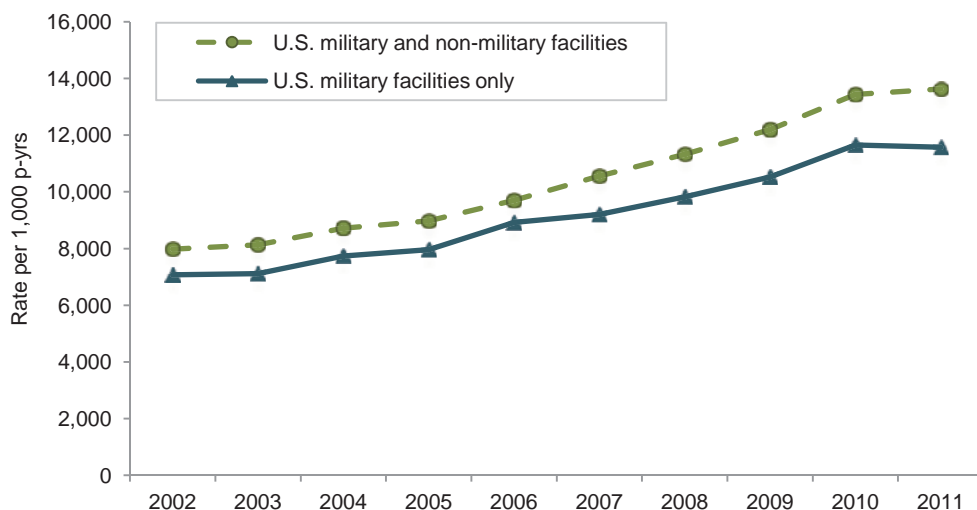 16,000
14,000
12,000
10,000
8,000
6,000
4,000
2,000
0
Rate per 1,000 p-yrs
U.S. military and non-military facilities
U.S. military facilities only
2002 2003 2004 2005 2006 2007 2008 2009 2010 2011